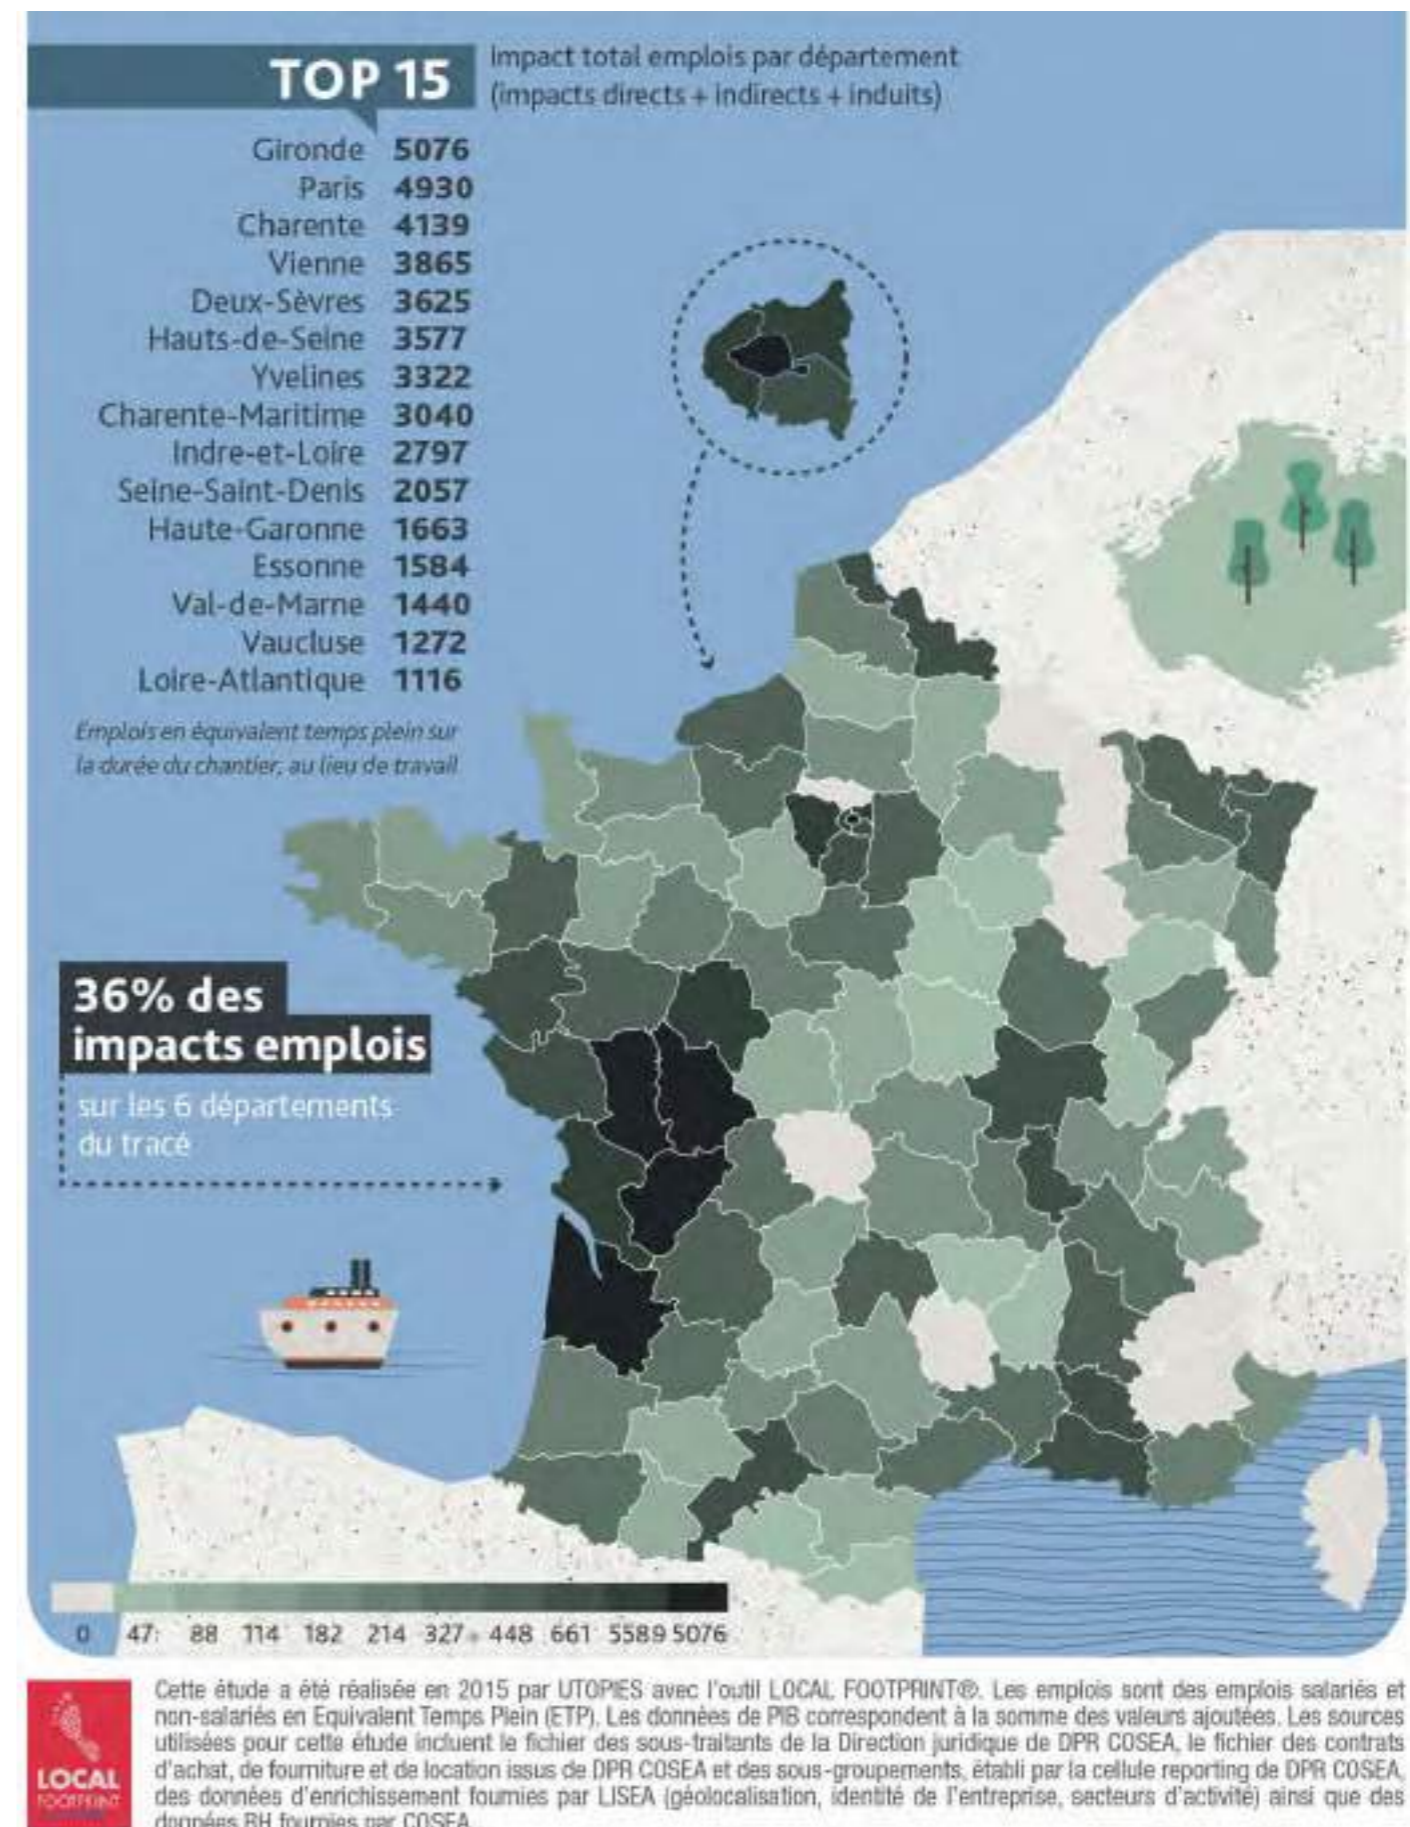 TOP 15
Impact total emplois par département
(impacts directs + indirects + induits)
Gironde 5076
Paris 4930
Charente 4139
Vienne 3865
Deux-Sèvres 3625
Hauts-de-Seine 3577
Yvelines 3322
Charente-Maritime 3040
Indre-et-Loire 2797
Seine-Saint-Denis 2057
Haute-Garonne 1663
Essonne 1584
Val-de-Marne 1440
Vaucluse 1272
Loire-Atlantique 1116
Emplois en équivalent temps plein sur
la durée du chantier, au lieu de travail
36% des
impacts emplois
sur les 6 départements
du tracé
0 47: 88 114 182 214 327 448 661 5589 5076
Cette étude a été réalisée en 2015 par UTOPIES avec l'outil LOCAL FOOTPRINT®. Les emplois sont des emplois salariés et
non-salariés en Equivalent Temps Plein (ETP). Les données de PIB correspondent à la somme des valeurs ajoutées. Les sources
utilisées pour cette étude incluent le fichier des sous-traitants de la Direction juridique de DPR COSEA, le fichier des contrats
d'achat, de fourniture et de location issus de DPR COSEA et des sous-groupements, établi par la cellule reporting de DPR COSEA,
des données d'enrichissement fournies par LISEA (géolocalisation, identité de l'entreprise, secteurs d'activité) ainsi que des
données RH fournies par COSEA.
LOCAL
FOOTPRINT